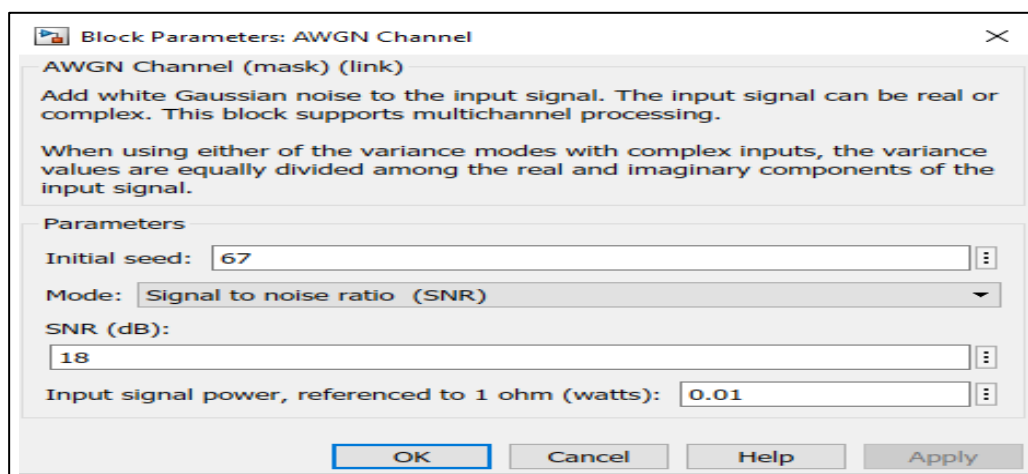 Block Parameters: AWGN Channel
AWGN Channel (mask) (link)
Add white Gaussian noise to the input signal. The input signal can be real or
complex. This block supports multichannel processing.
When using either of the variance modes with complex inputs, the variance
values are equally divided among the real and imaginary components of the
input signal.
Parameters
Initial seed: 67
Mode: Signal to noise ratio (SNR)
SNR (dB):
18
Input signal power, referenced to 1 ohm (watts): 0.01
OK Cancel Help Apply